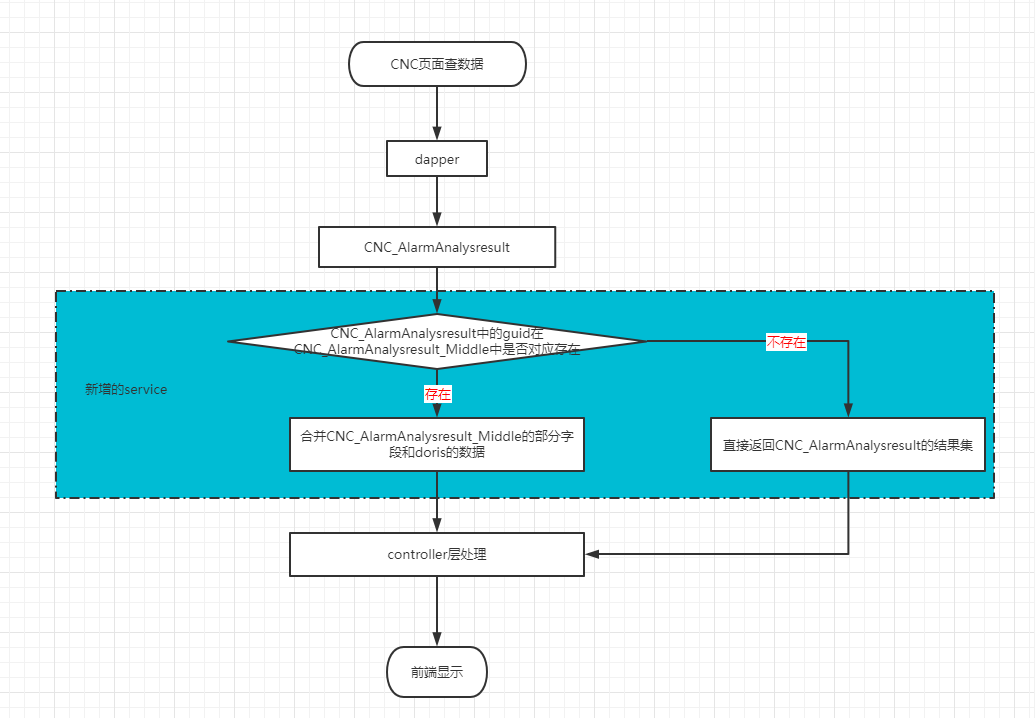 CNC页面查数据
dapper
CNC_AlarmAnalysresult
CNC_AlarmAnalysresult中的guid在
CNC_AlarmAnalysresult_Middle中是否对应存在
不存在
新增的service
存在
合并CNC_AlarmAnalysresult_Middle的部分字
段和doris的数据
直接返回CNC_AlarmAnalysresult的结果集
controller层处理
前端显示